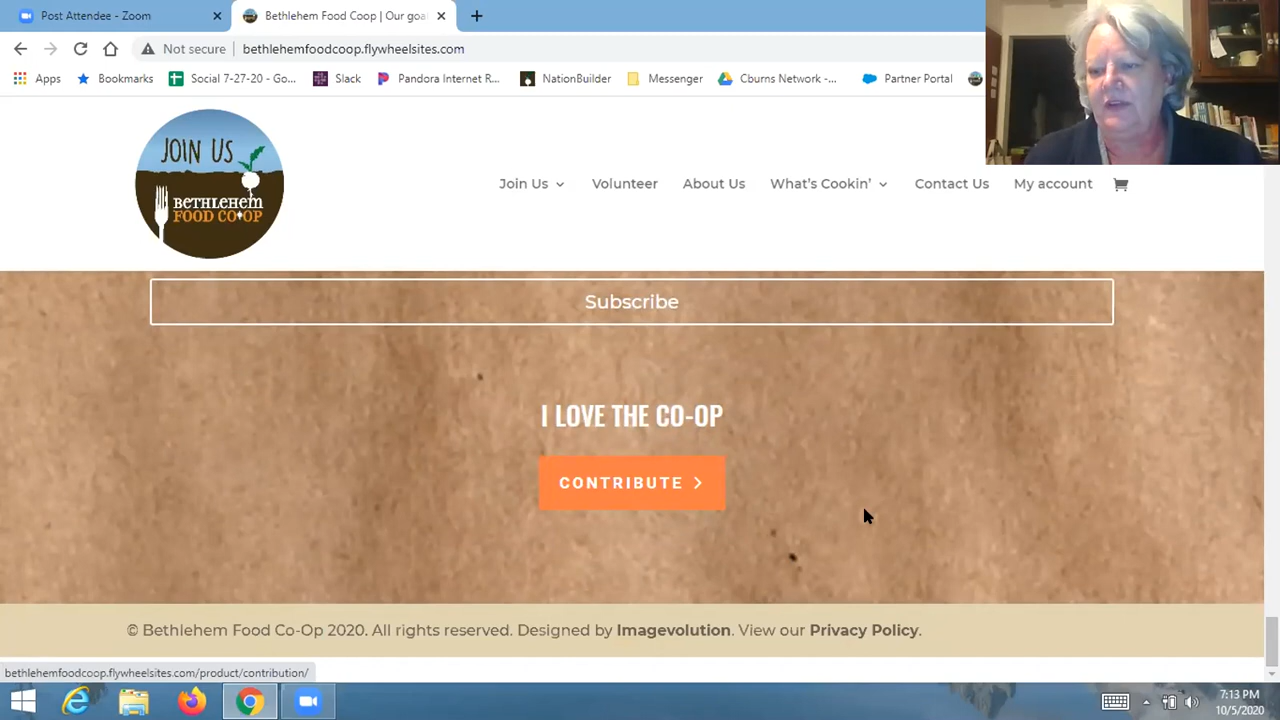 Post Attendee - Zoom
Bethlehem Food Coop | Our goa
Not secure
bethlehemfoodcoop.flywheelsites.com
Apps
Bookmarks
Social 7-27-20 - Go...
Slack
Pandora Internet R...
NationBuilder
Messenger
Cburns Network -...
Partner Portal
JOIN US
BETHLEHEM
FOOD CO-OP
Join Us
Volunteer
About Us
What's Cookin'
Contact Us
My account
Subscribe
I LOVE THE CO-OP
CONTRIBUTE
© Bethlehem Food Co-Op 2020. All rights reserved. Designed by Imagevolution. View our Privacy Policy.
bethlehemfoodcoop.flywheelsites.com/product/contribution/
7:13 PM
10/5/2020